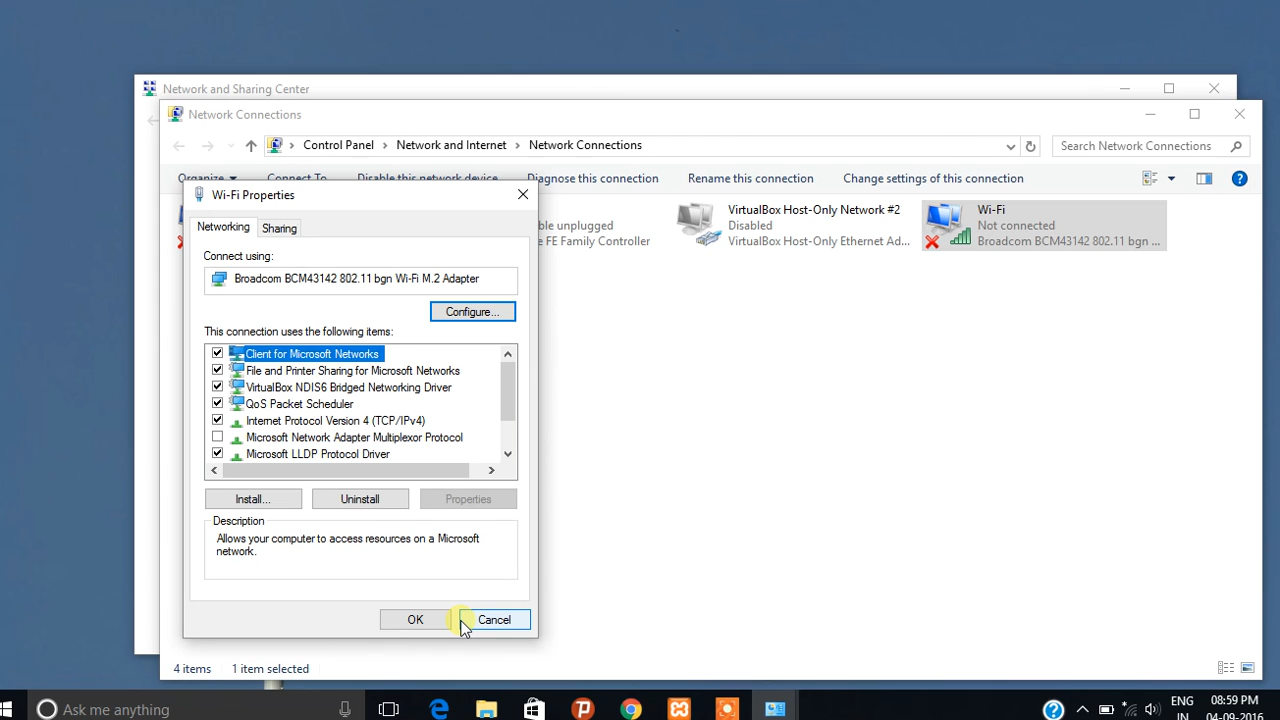 Network and Sharing Center
Network Connections
Control Panel > Network and Internet > Network Connections
Search Network Connections
Organize Connect To Disable this network device Diagnose this connection Rename this connection Change settings of this connection
Wi-Fi Properties
Networking
Sharing
Connect using:
Broadcom BCM43142 802.11 bgn Wi-Fi M.2 Adapter
Configure...
This connection uses the following items:
Client for Microsoft Networks
File and Printer Sharing for Microsoft Networks
VirtualBox NDIS6 Bridged Networking Driver
QoS Packet Scheduler
Internet Protocol Version 4 (TCP/IPv4)
Microsoft Network Adapter Multiplexor Protocol
Microsoft LLDP Protocol Driver
Install...
Uninstall
Properties
Description
Allows your computer to access resources on a Microsoft
network.
OK
Cancel
ble unplugged
e FE Family Controller
VirtualBox Host-Only Network #2
Disabled
VirtualBox Host-Only Ethernet Ad...
Wi-Fi
Not connected
Broadcom BCM43142 802.11 bgn ...
4 items
1 item selected
Ask me anything
ENG
IN
08:59 PM
04-09-2016